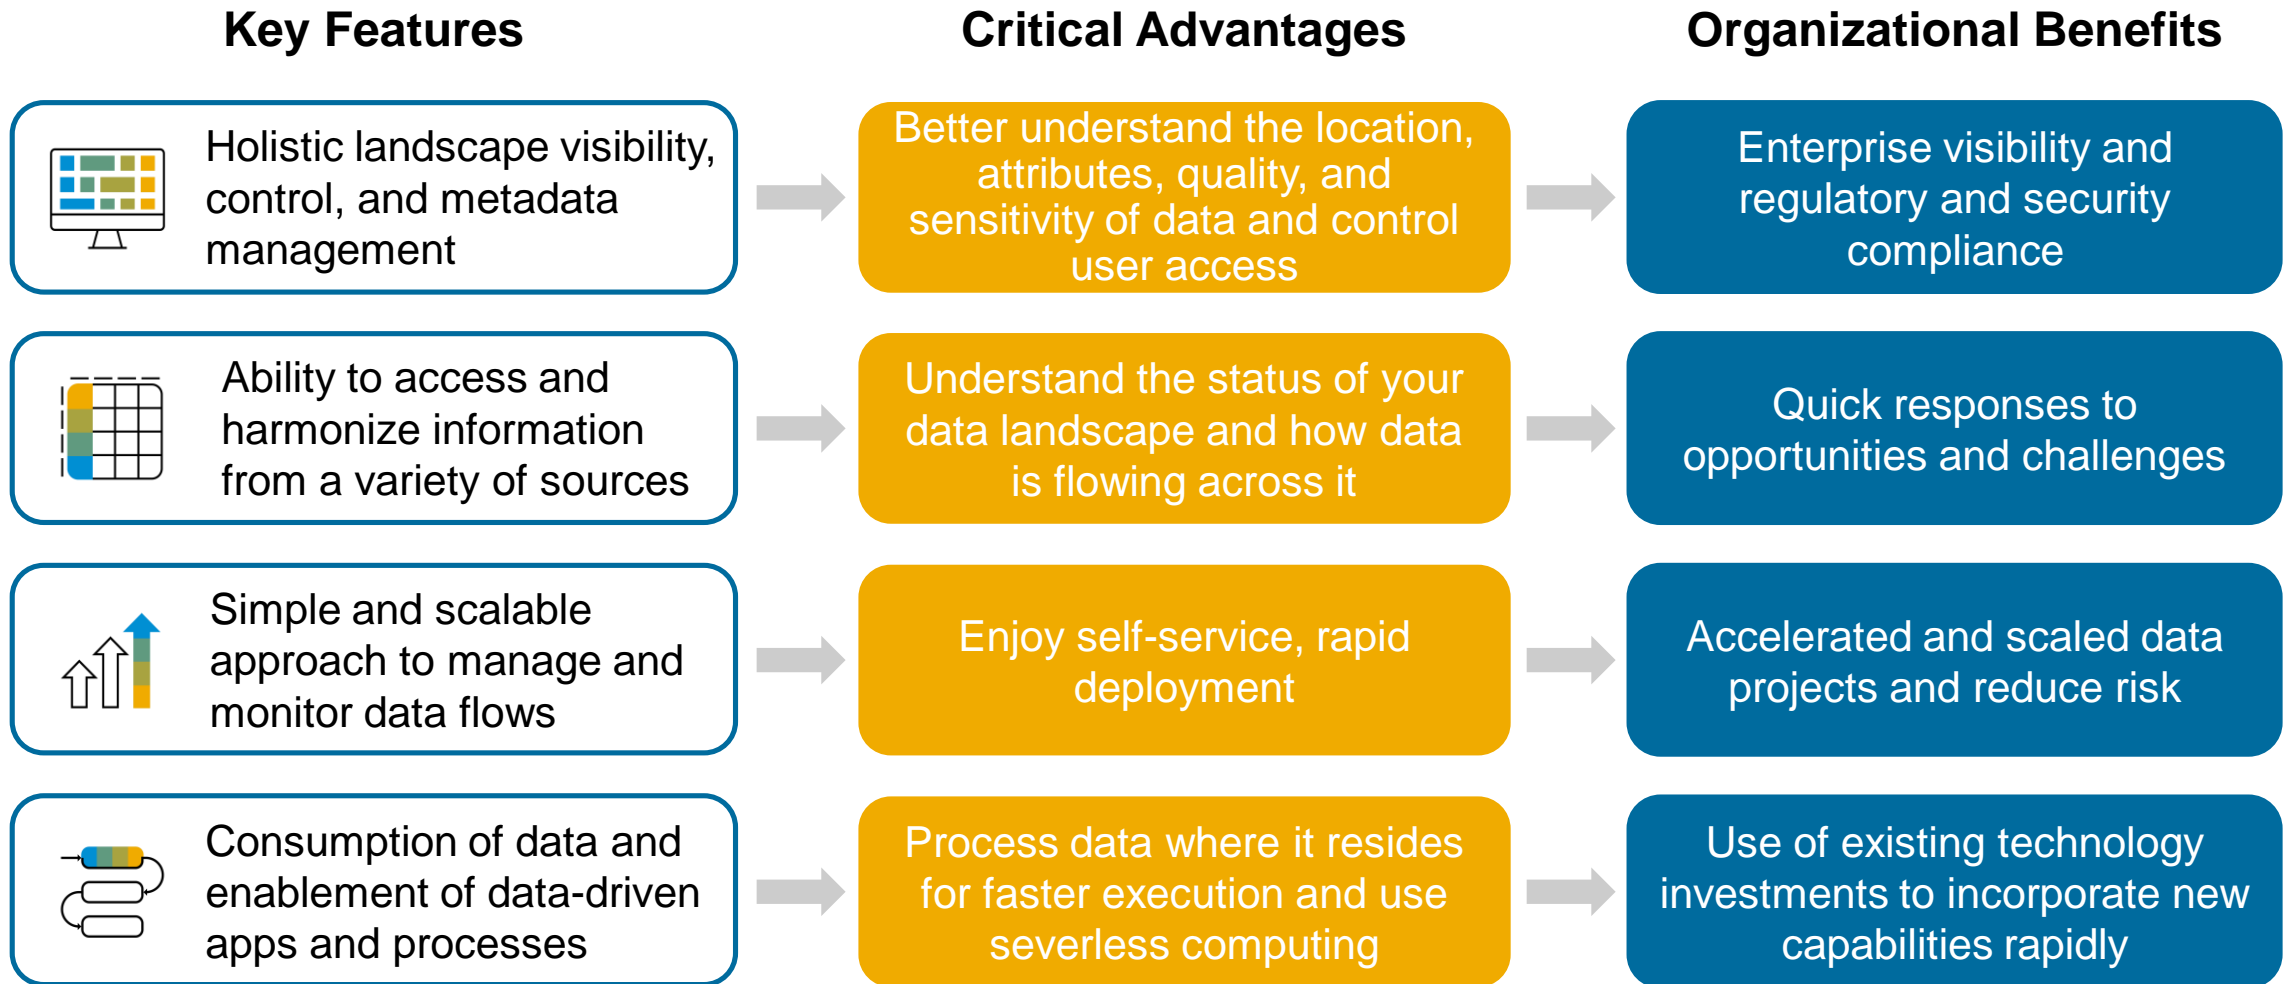 Key Features
Critical Advantages
Organizational Benefits
Holistic landscape visibility,
control, and metadata
management
Better understand the location,
attributes, quality, and
sensitivity of data and control
user access
Enterprise visibility and
regulatory and security
compliance
Ability to access and
harmonize information
from a variety of sources
Understand the status of your
data landscape and how data
is flowing across it
Quick responses to
opportunities and challenges
Simple and scalable
approach to manage and
monitor data flows
Enjoy self-service, rapid
deployment
Accelerated and scaled data
projects and reduce risk
Consumption of data and
enablement of data-driven
apps and processes
Process data where it resides
for faster execution and use
severless computing
Use of existing technology
investments to incorporate new
capabilities rapidly